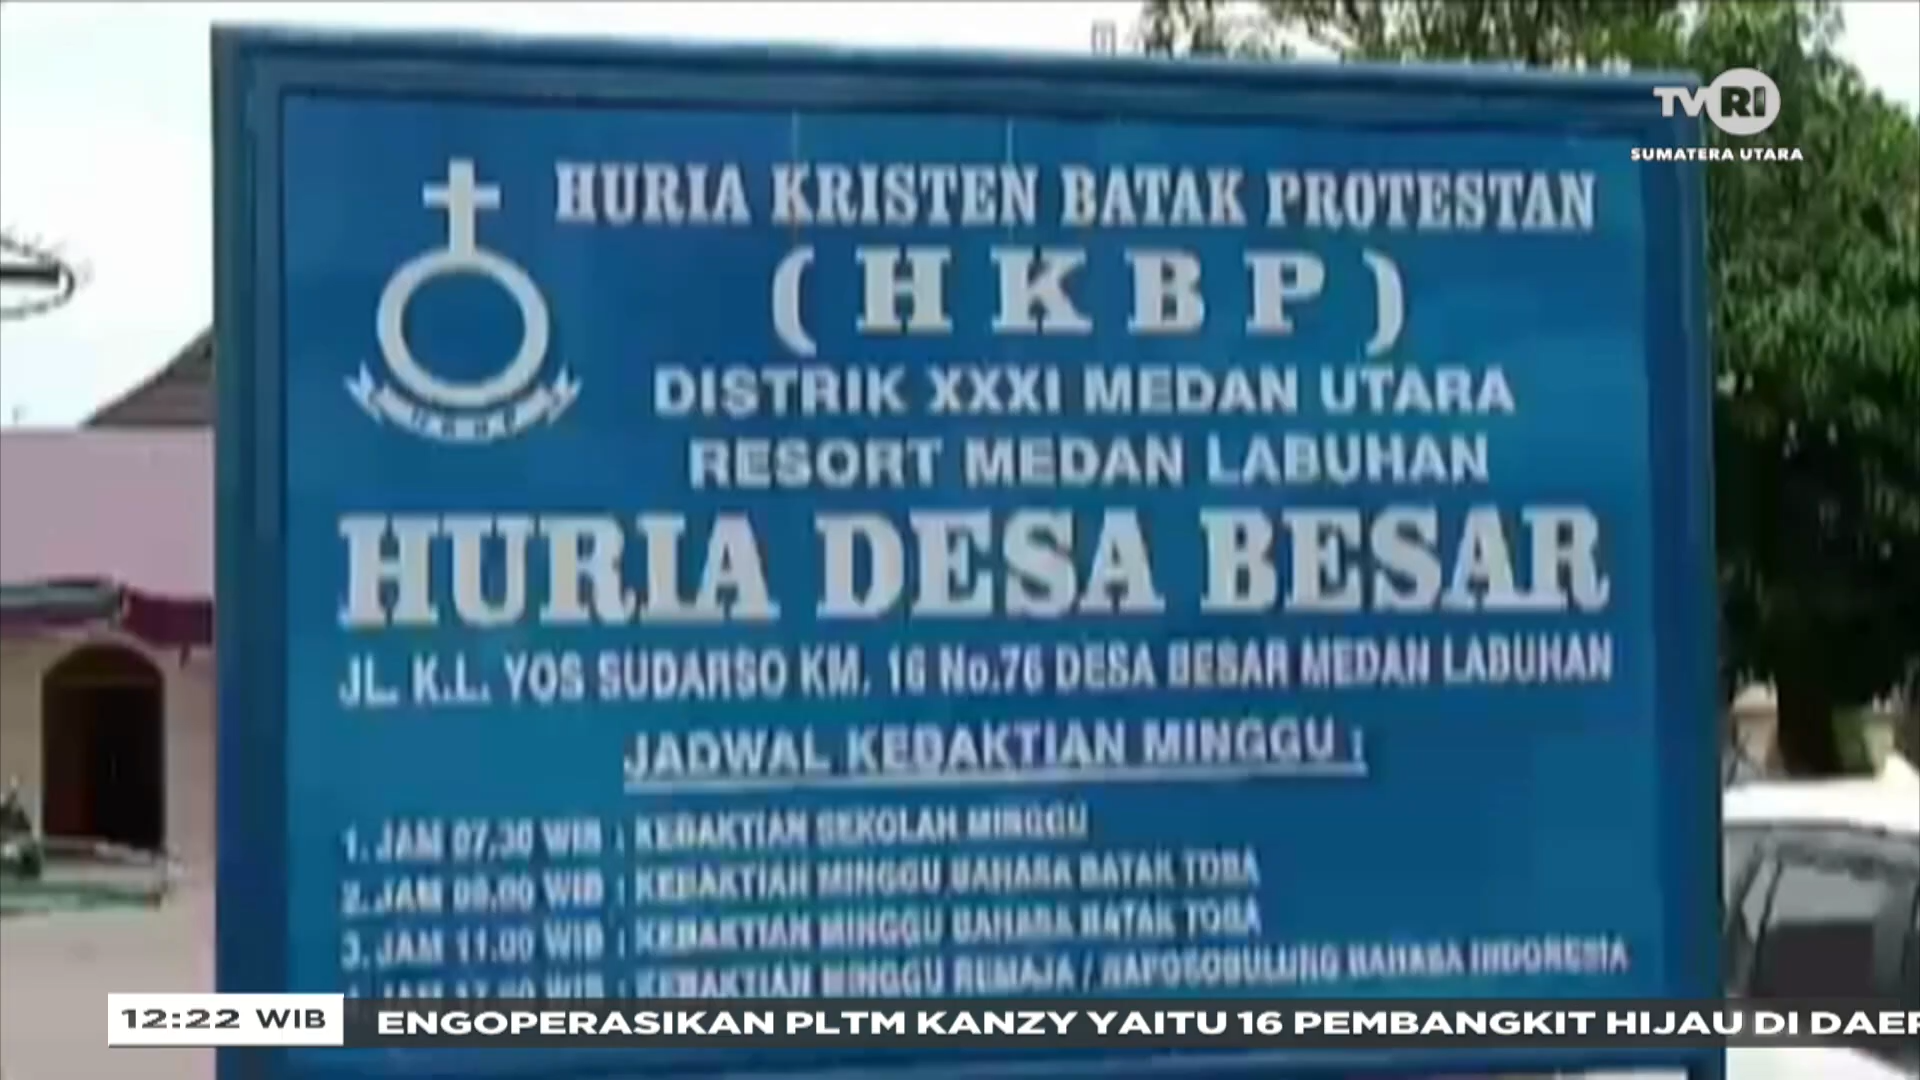 TVRI
SUMATERA UTARA
HURIA KRISTEN BATAK PROTESTAN
( H K B P )
DISTRIK XXXI MEDAN UTARA
RESORT MEDAN LABUHAN
HURIA DESA BESAR
JL. K.L. YOS SUDARSO KM. 16 No.76 DESA BESAR MEDAN LABUHAN
JADWAL KEBAKTIAN MINGGU :
1. JAM 07.30 WIB : KEBAKTIAN SEKOLAH MINGGU
2. JAM 09.00 WIB : KEBAKTIAN MINGGU BAHASA BATAK TOBA
3. JAM 11.00 WIB : KEBAKTIAN MINGGU BAHASA BATAK TOBA
WIB : KEBAKTIAN MINGGU REMAJA / NAPOSOBULUNG BAHASA INDONESIA
12:22 WIB ENGOPERASIKAN PLTM KANZY YAITU 16 PEMBANGKIT HIJAU DI DAER